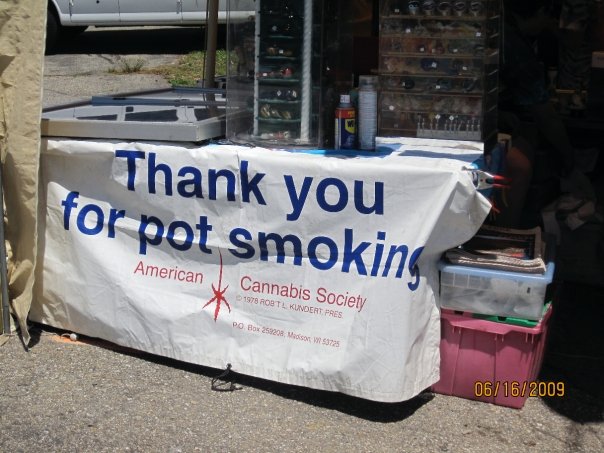 Thank you
for pot smoking
American Cannabis Society
© 1978 ROB'T L. KUNDERT, PRES.
P.O. Box 259208, Madison, WI 53725
06/16/2009